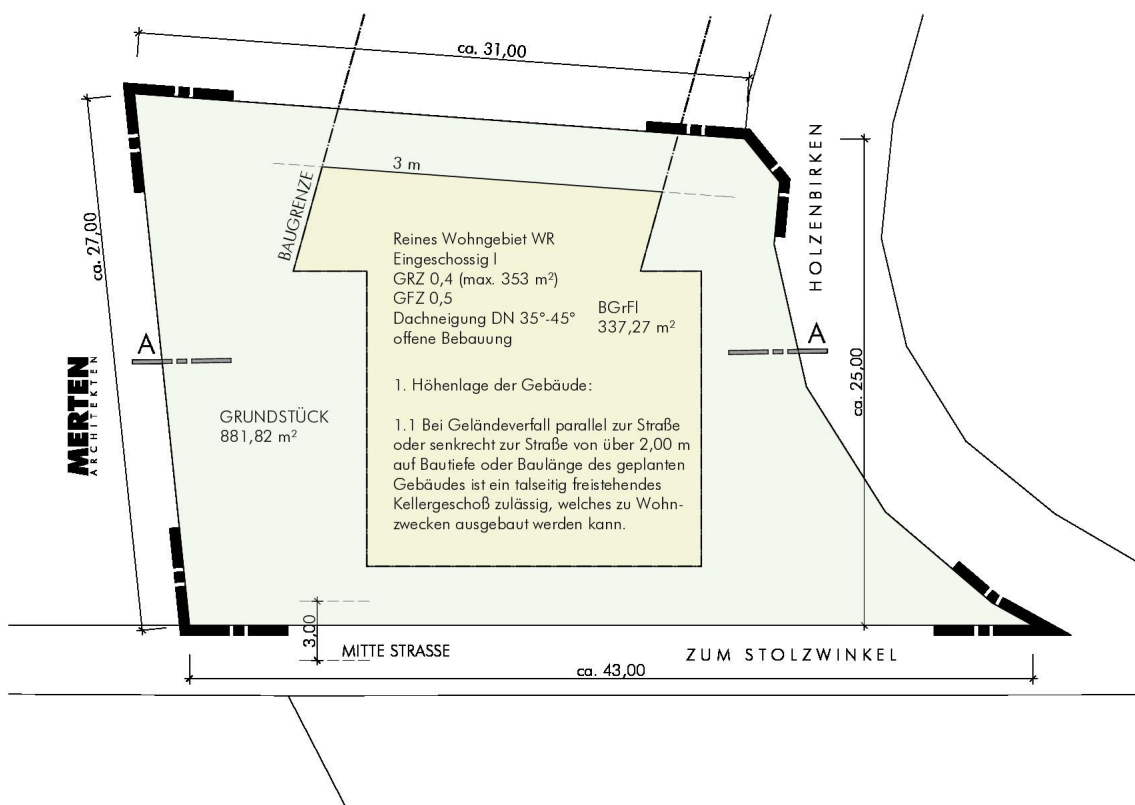 ca. 31,00
3 m
BAUGRENZE
HOLZENBIRKEN
ca. 27,00
Reines Wohngebiet WR
Eingeschossig I
GRZ 0,4 (max. 353 m²)
GFZ 0,5
Dachneigung DN 35°-45°
offene Bebauung
BGrFl
337,27 m²
A
A
ca. 25,00
MERTEN
ARCHITEKTEN
1. Höhenlage der Gebäude:
GRUNDSTÜCK
881,82 m²
1.1 Bei Geländeverfall parallel zur Straße
oder senkrecht zur Straße von über 2,00 m
auf Bautiefe oder Baulänge des geplanten
Gebäudes ist ein talseitig freistehendes
Kellergeschoß zulässig, welches zu Wohn-
zwecken ausgebaut werden kann.
3,00
MITTE STRASSE
ZUM STOLZWINKEL
ca. 43,00